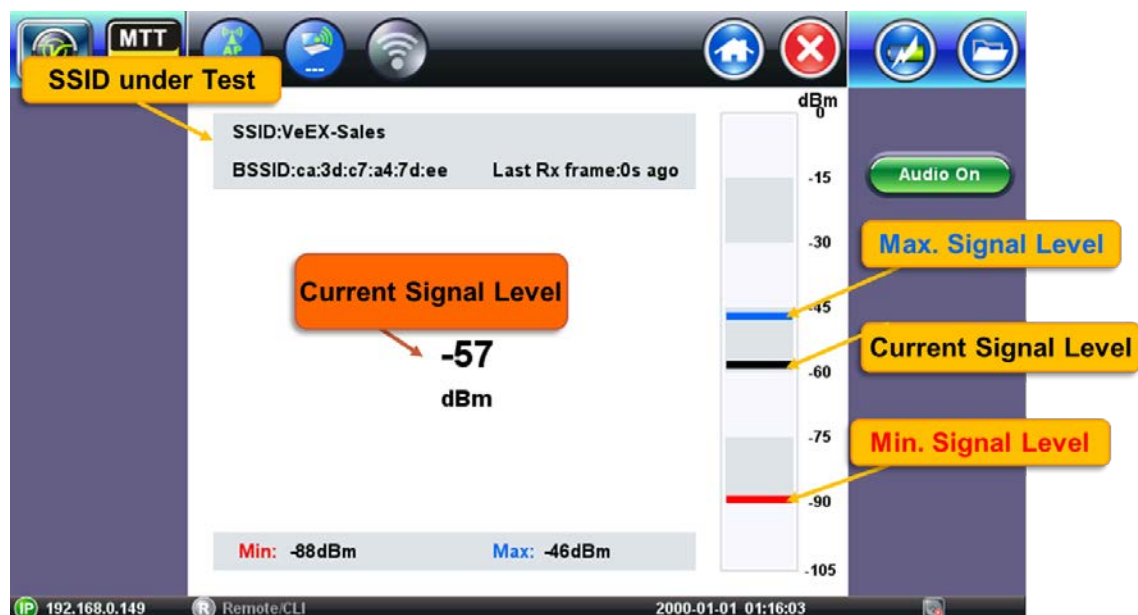 MTT
AP
---
SSID under Test
dBm
0
SSID:VeEX-Sales
BSSID:ca:3d:c7:a4:7d:ee Last Rx frame:0s ago
-15
Audio On
-30
Max. Signal Level
Current Signal Level
-45
-57
dBm
Current Signal Level
-60
-75
Min. Signal Level
-90
Min: -88dBm Max: -46dBm
-105
IP 192.168.0.149 R Remote/CLI 2000-01-01 01:16:03